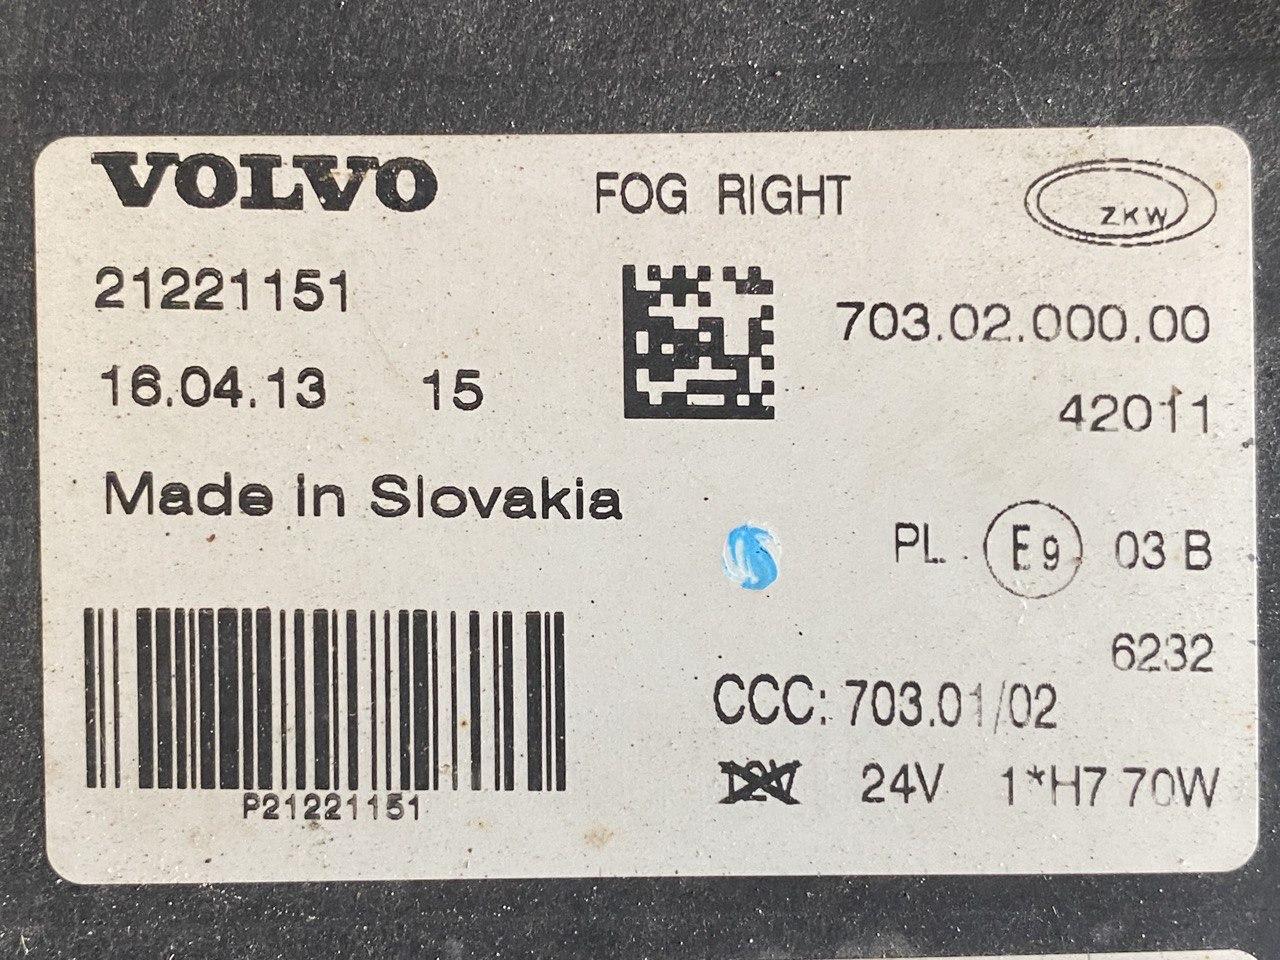 VOLVO FOG RIGHT ZKW
21221151 703.02.000.00
16.04.13 15 42011
Made in Slovakia
PL. E9 03 B
6232
CCC: 703.01/02
12V 24V 1*H7 70W
P21221151